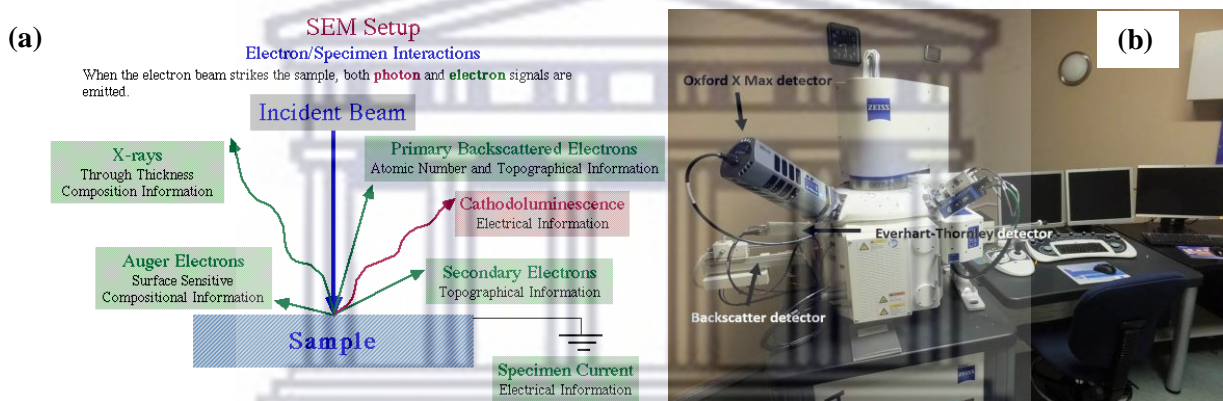 (a)
SEM Setup
Electron/Specimen Interactions
When the electron beam strikes the sample, both photon and electron signals are
emitted.
Incident Beam
X-rays
Through Thickness
Composition Information
Primary Backscattered Electrons
Atomic Number and Topographical Information
Cathodoluminescence
Electrical Information
Auger Electrons
Surface Sensitive
Compositional Information
Secondary Electrons
Topographical Information
Sample
Specimen Current
Electrical Information
(b)
Oxford X Max detector
ZEISS
Everhart-Thornley detector
Backscatter detector